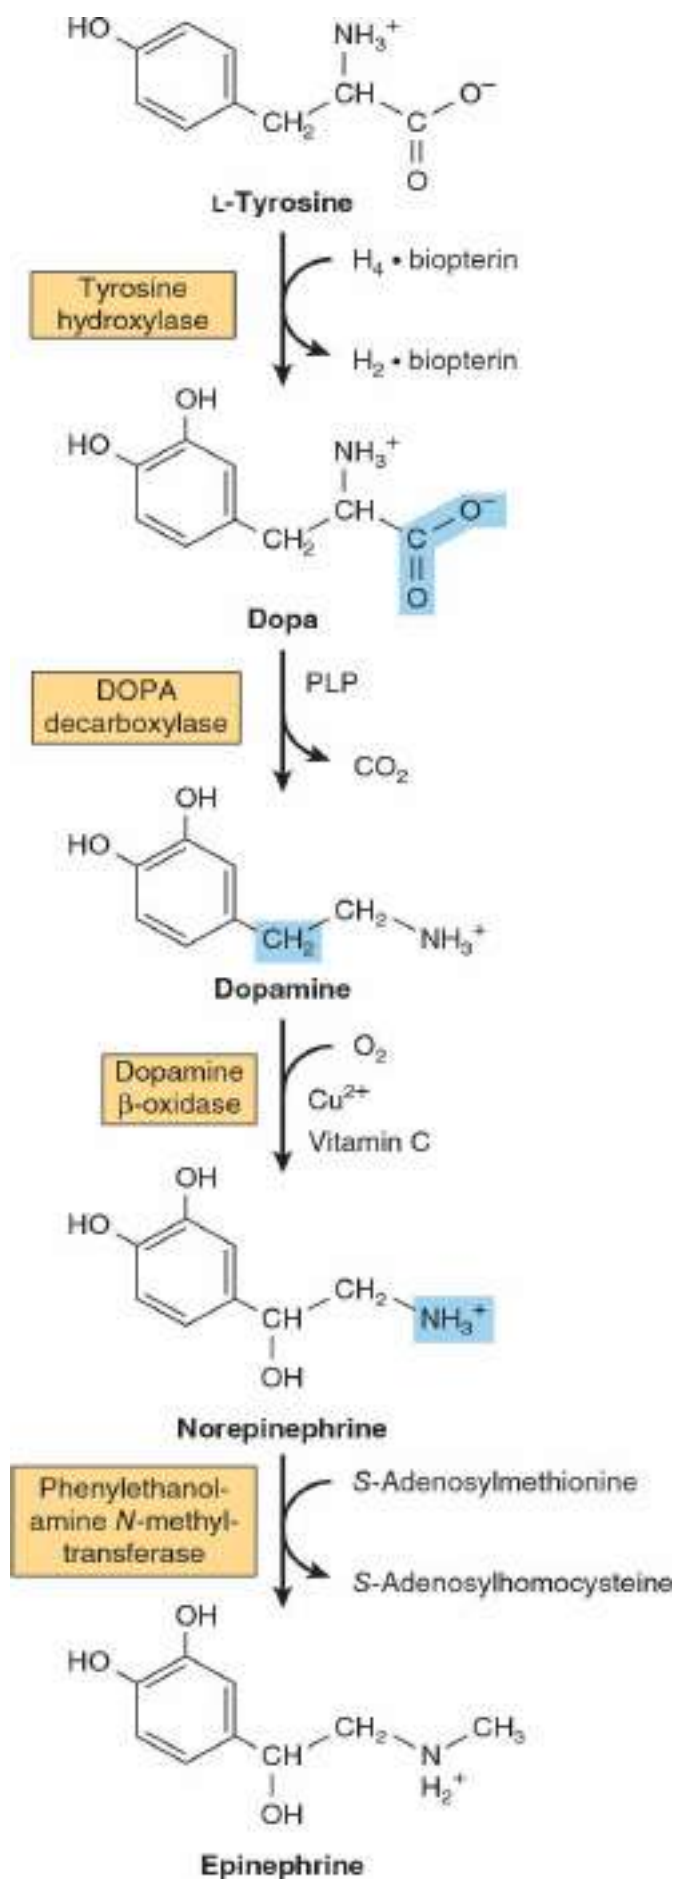 HO
NH₃⁺
CH
O⁻
CH₂
C
O
L-Tyrosine
H₄ • biopterin
Tyrosine
hydroxylase
H₂ • biopterin
OH
HO
NH₃⁺
CH
O⁻
CH₂
C
O
Dopa
DOPA
decarboxylase
PLP
CO₂
OH
HO
CH₂
CH₂
NH₃⁺
Dopamine
O₂
Dopamine
β-oxidase
Cu²⁺
Vitamin C
OH
HO
CH₂
CH
NH₃⁺
OH
Norepinephrine
Phenylethanol-
amine N-methyl-
transferase
S-Adenosylmethionine
S-Adenosylhomocysteine
OH
HO
CH₂
CH₃
CH
N
H₂⁺
OH
Epinephrine